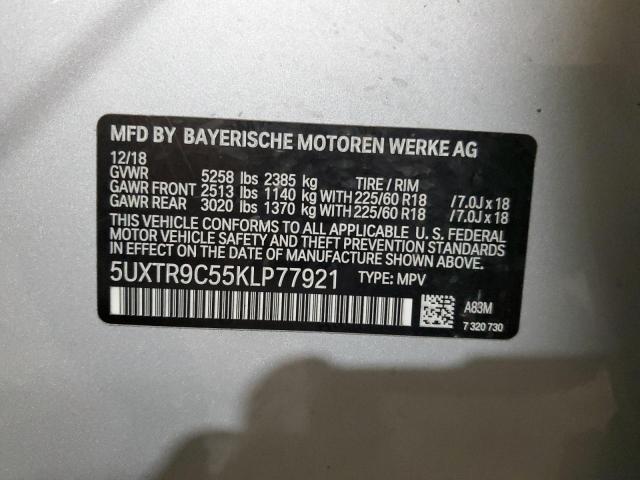 MFD BY BAYERISCHE MOTOREN WERKE AG
12/18
GVWR 5258 lbs 2385 kg TIRE / RIM
GAWR FRONT 2513 lbs 1140 kg WITH 225/60 R18 /7.0J x 18
GAWR REAR 3020 lbs 1370 kg WITH 225/60 R18 /7.0J x 18
THIS VEHICLE CONFORMS TO ALL APPLICABLE U. S. FEDERAL
MOTOR VEHICLE SAFETY AND THEFT PREVENTION STANDARDS
IN EFFECT ON THE DATE OF MANUFACTURE SHOWN ABOVE.
5UXTR9C55KLP77921 TYPE: MPV
A83M
7 320 730